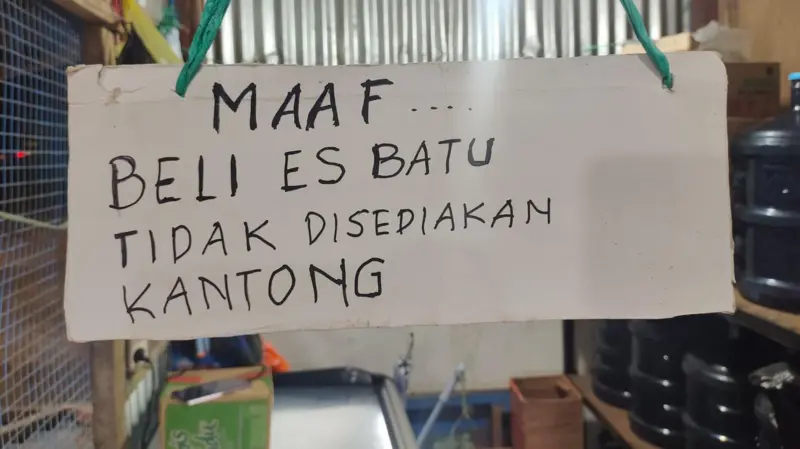 MAAF....
BELI ES BATU
TIDAK DISEDIAKAN
KANTONG